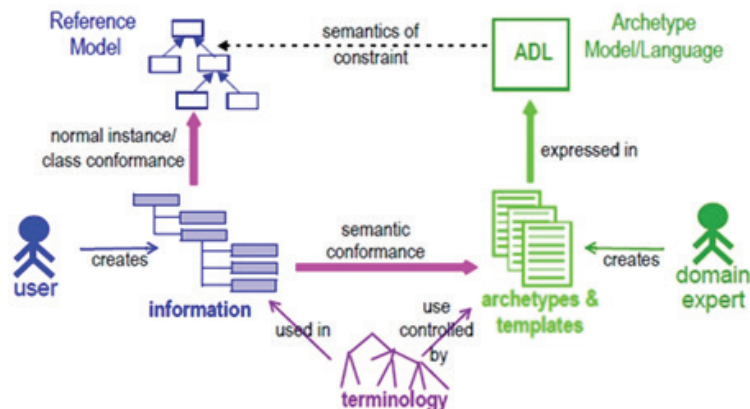 Reference
Model
semantics of
constraint
ADL
Archetype
Model/Language
normal instance/
class conformance
expressed in
semantic
conformance
creates
user
information
creates
domain
expert
archetypes &
templates
used in
use
controlled
by
terminology